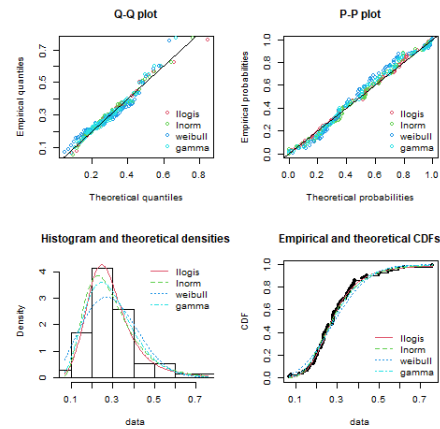 Q-Q plot
Empirical quantiles
0.1 0.3 0.5 0.7
llogis
lnorm
weibull
gamma
0.2 0.4 0.6 0.8
Theoretical quantiles
P-P plot
Empirical probabilities
0.0 0.2 0.4 0.6 0.8 1.0
llogis
lnorm
weibull
gamma
0.0 0.2 0.4 0.6 0.8 1.0
Theoretical probabilities
Histogram and theoretical densities
Density
0 1 2 3 4
llogis
lnorm
weibull
gamma
0.1 0.3 0.5 0.7
data
Empirical and theoretical CDFs
CDF
0.0 0.2 0.4 0.6 0.8 1.0
llogis
lnorm
weibull
gamma
0.1 0.3 0.5 0.7
data